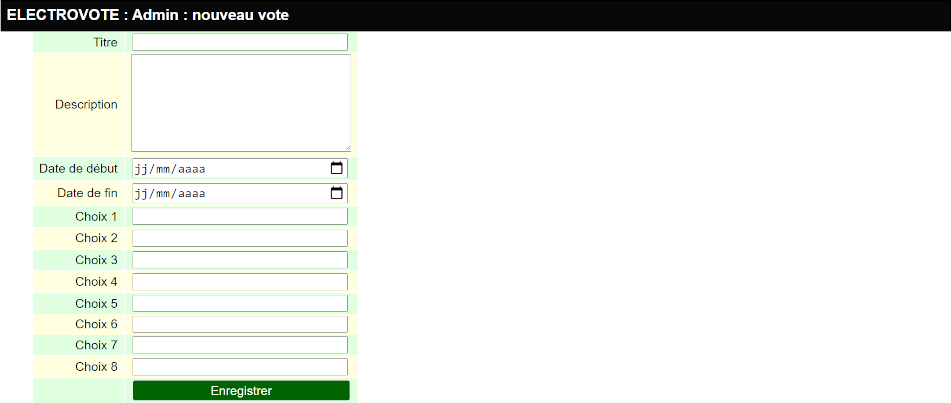 ELECTROVOTE : Admin : nouveau vote
Titre
Description
Date de début jj/mm/aaaa
Date de fin jj/mm/aaaa
Choix 1
Choix 2
Choix 3
Choix 4
Choix 5
Choix 6
Choix 7
Choix 8
Enregistrer